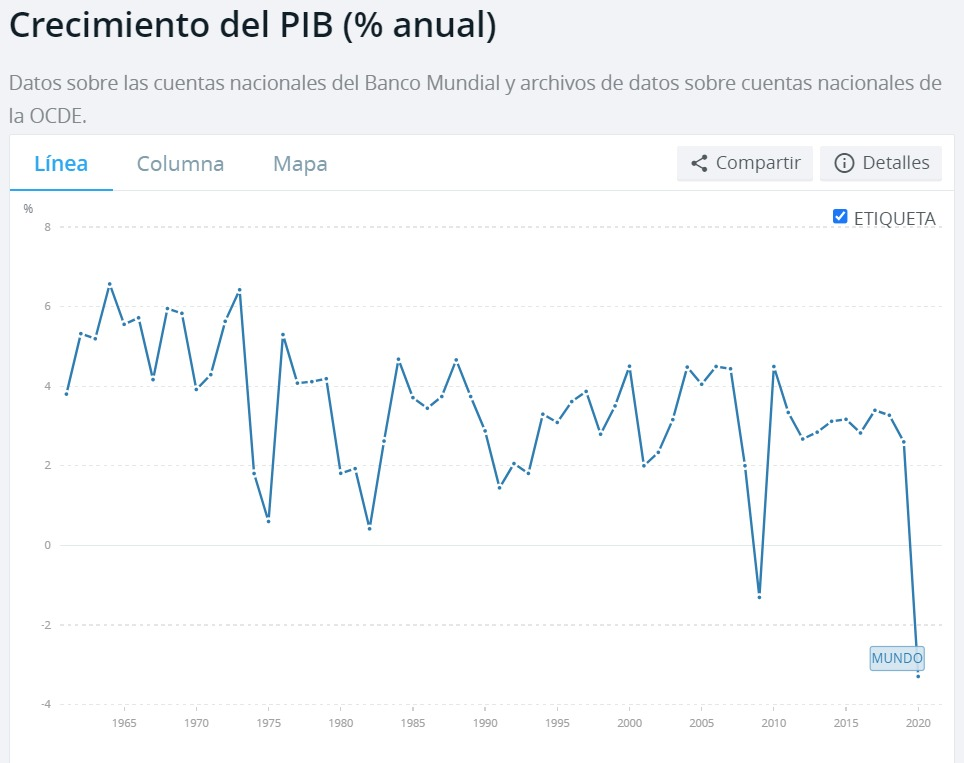 Crecimiento del PIB (% anual)
Datos sobre las cuentas nacionales del Banco Mundial y archivos de datos sobre cuentas nacionales de
la OCDE.
Línea Columna Mapa Compartir Detalles
%
ETIQUETA
8
6
4
2
0
-2
MUNDO
-4
1965 1970 1975 1980 1985 1990 1995 2000 2005 2010 2015 2020